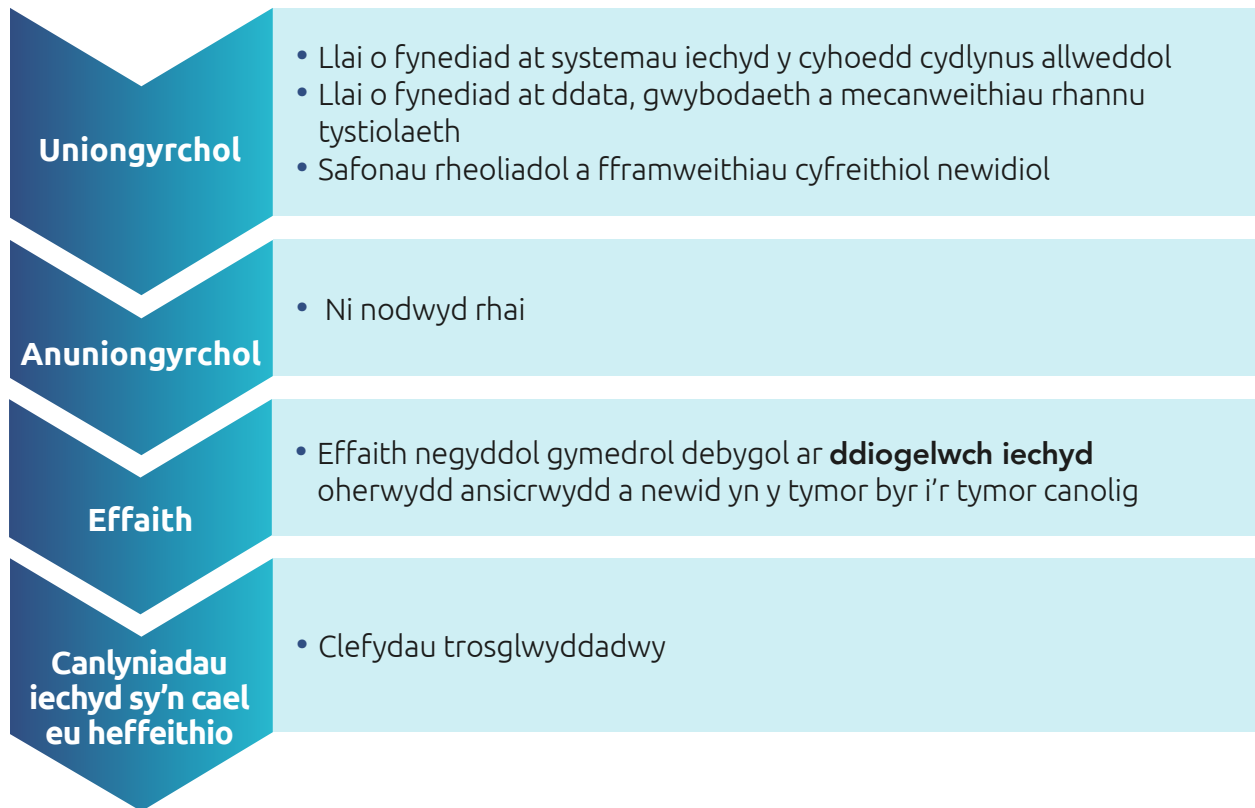 Uniongyrchol
• Llai o fynediad at systemau iechyd y cyhoedd cydlynus allweddol
• Llai o fynediad at ddata, gwybodaeth a mecanweithiau rhannu
tystiolaeth
• Safonau rheoliadol a fframweithiau cyfreithiol newidiol
Anuniongyrchol
• Ni nodwyd rhai
Effaith
• Effaith negyddol gymedrol debygol ar ddiogelwch iechyd
oherwydd ansicrwydd a newid yn y tymor byr i'r tymor canolig
Canlyniadau
iechyd sy'n cael
eu heffeithio
• Clefydau trosglwyddadwy